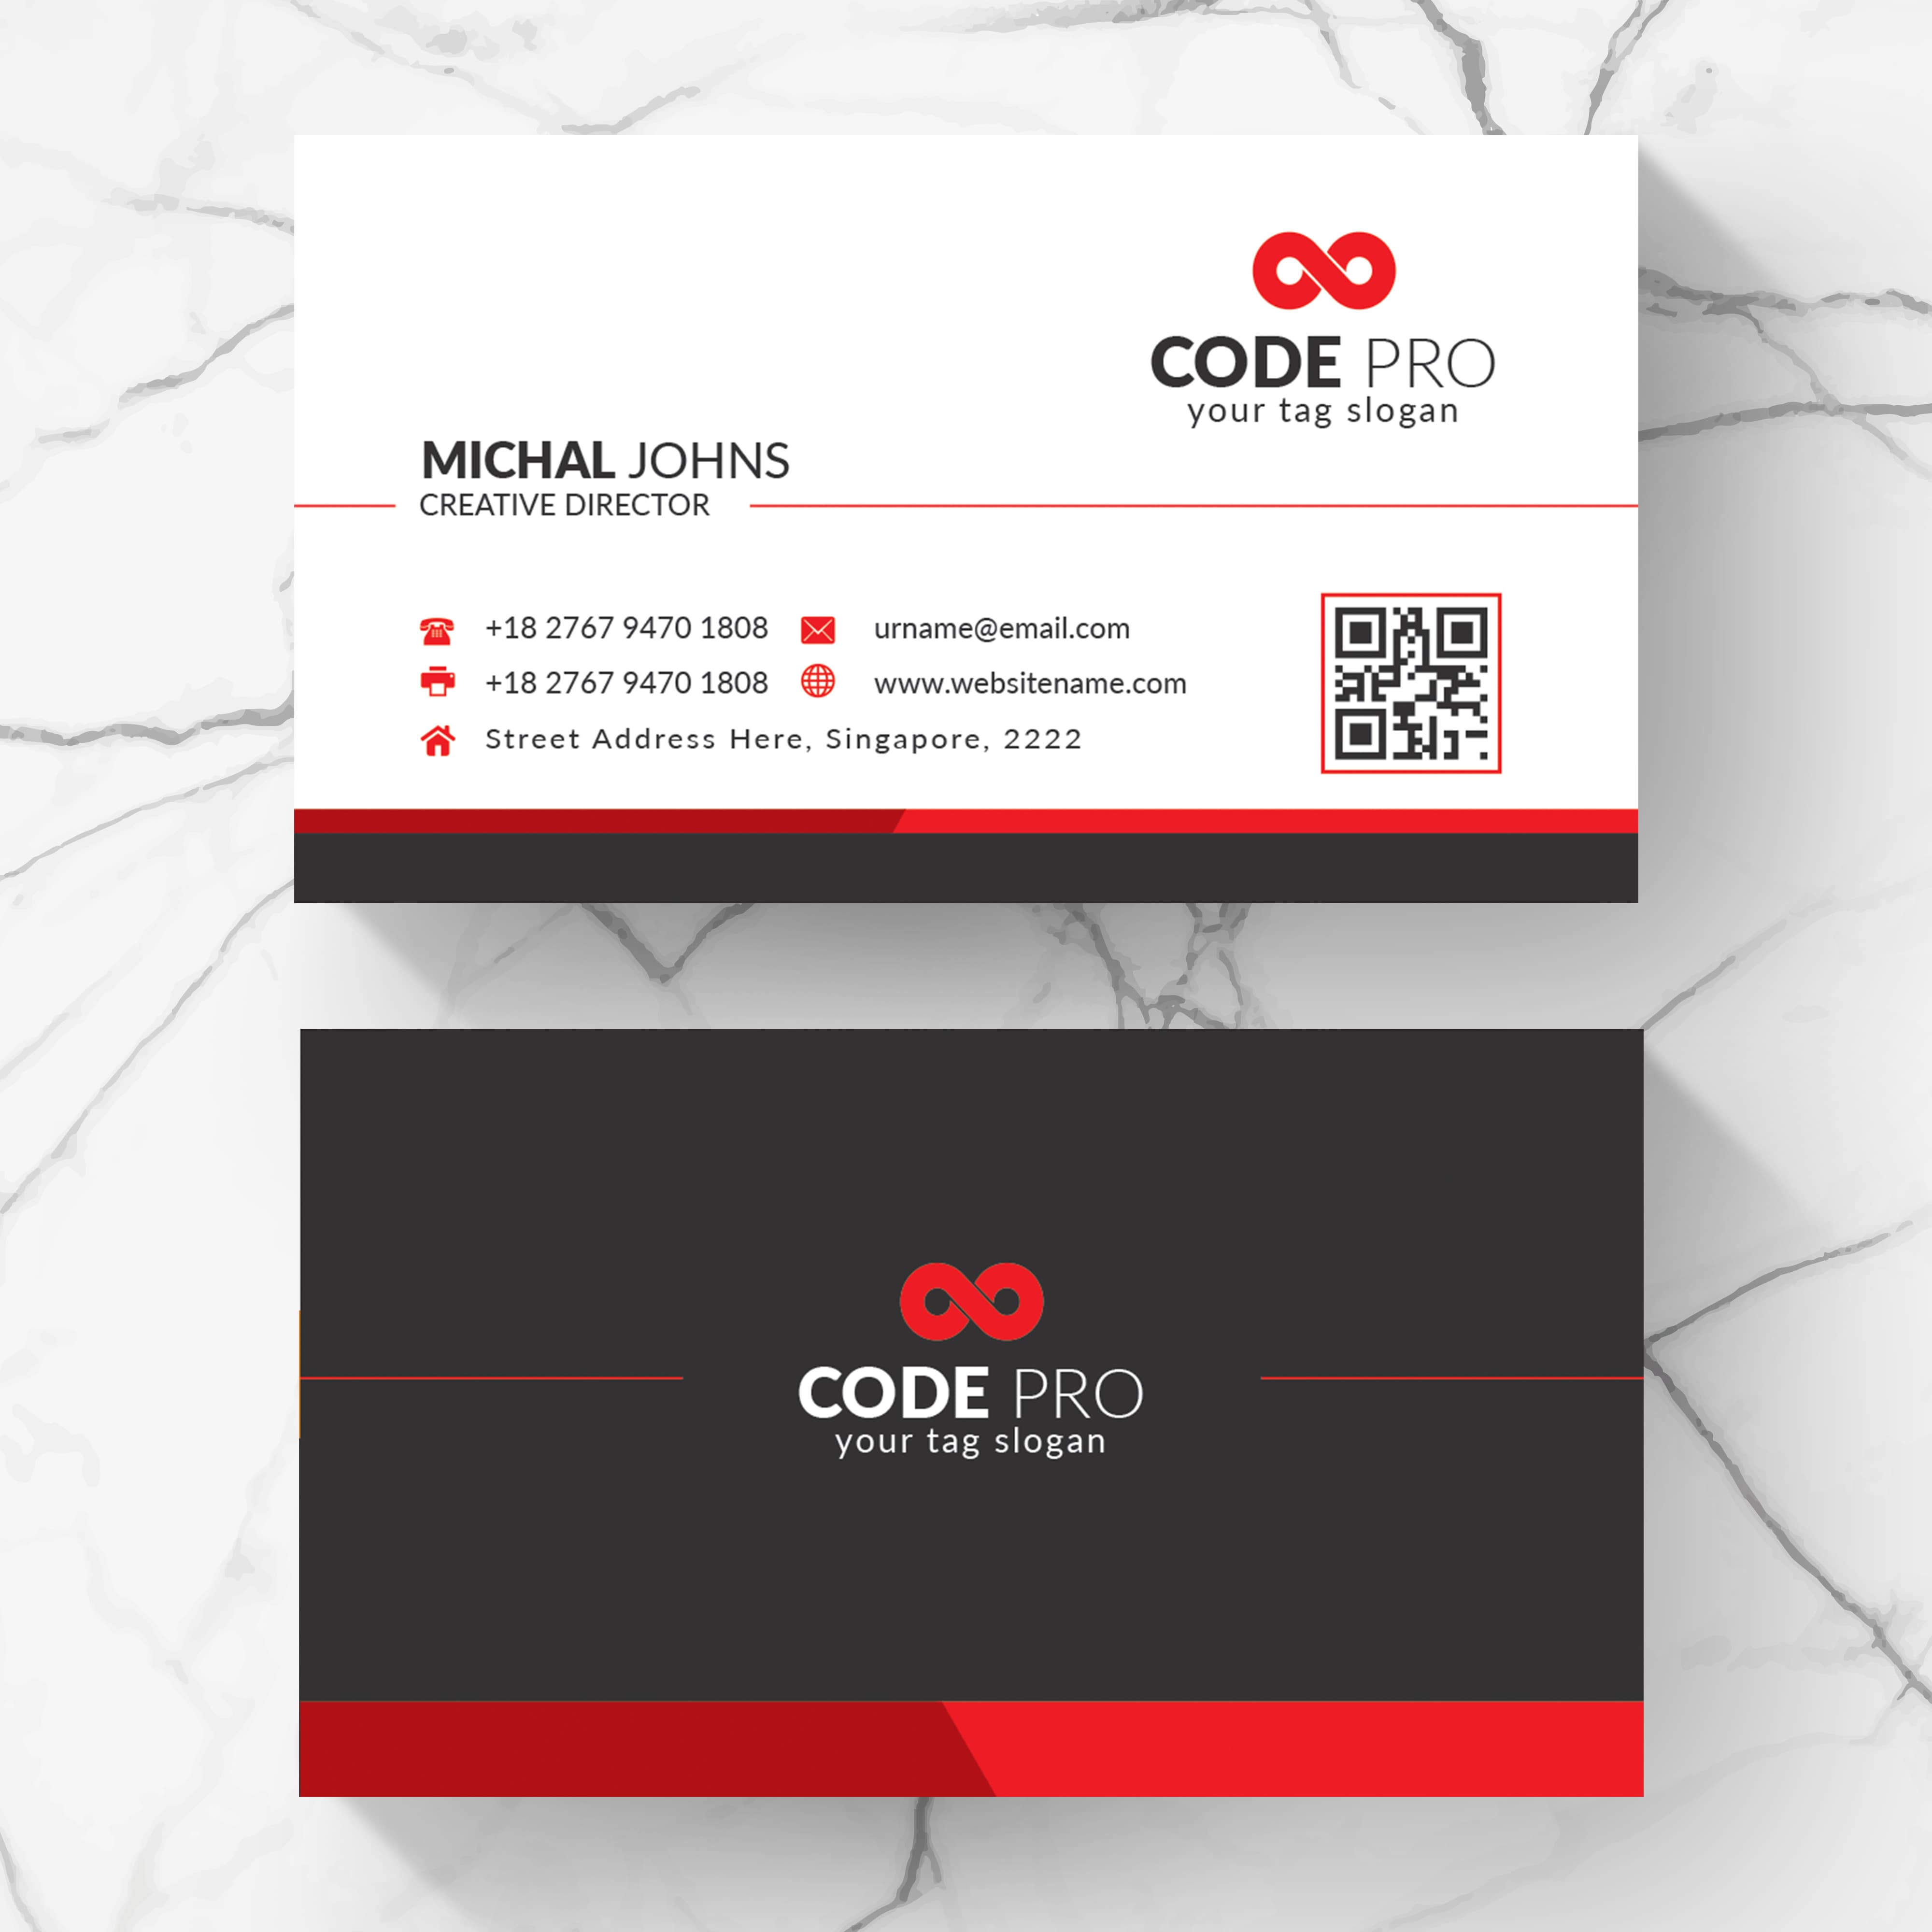 CODE PRO
your tag slogan
MICHAL JOHNS
CREATIVE DIRECTOR
+18 2767 9470 1808 urname@email.com
+18 2767 9470 1808 www.websitename.com
Street Address Here, Singapore, 2222
CODE PRO
your tag slogan